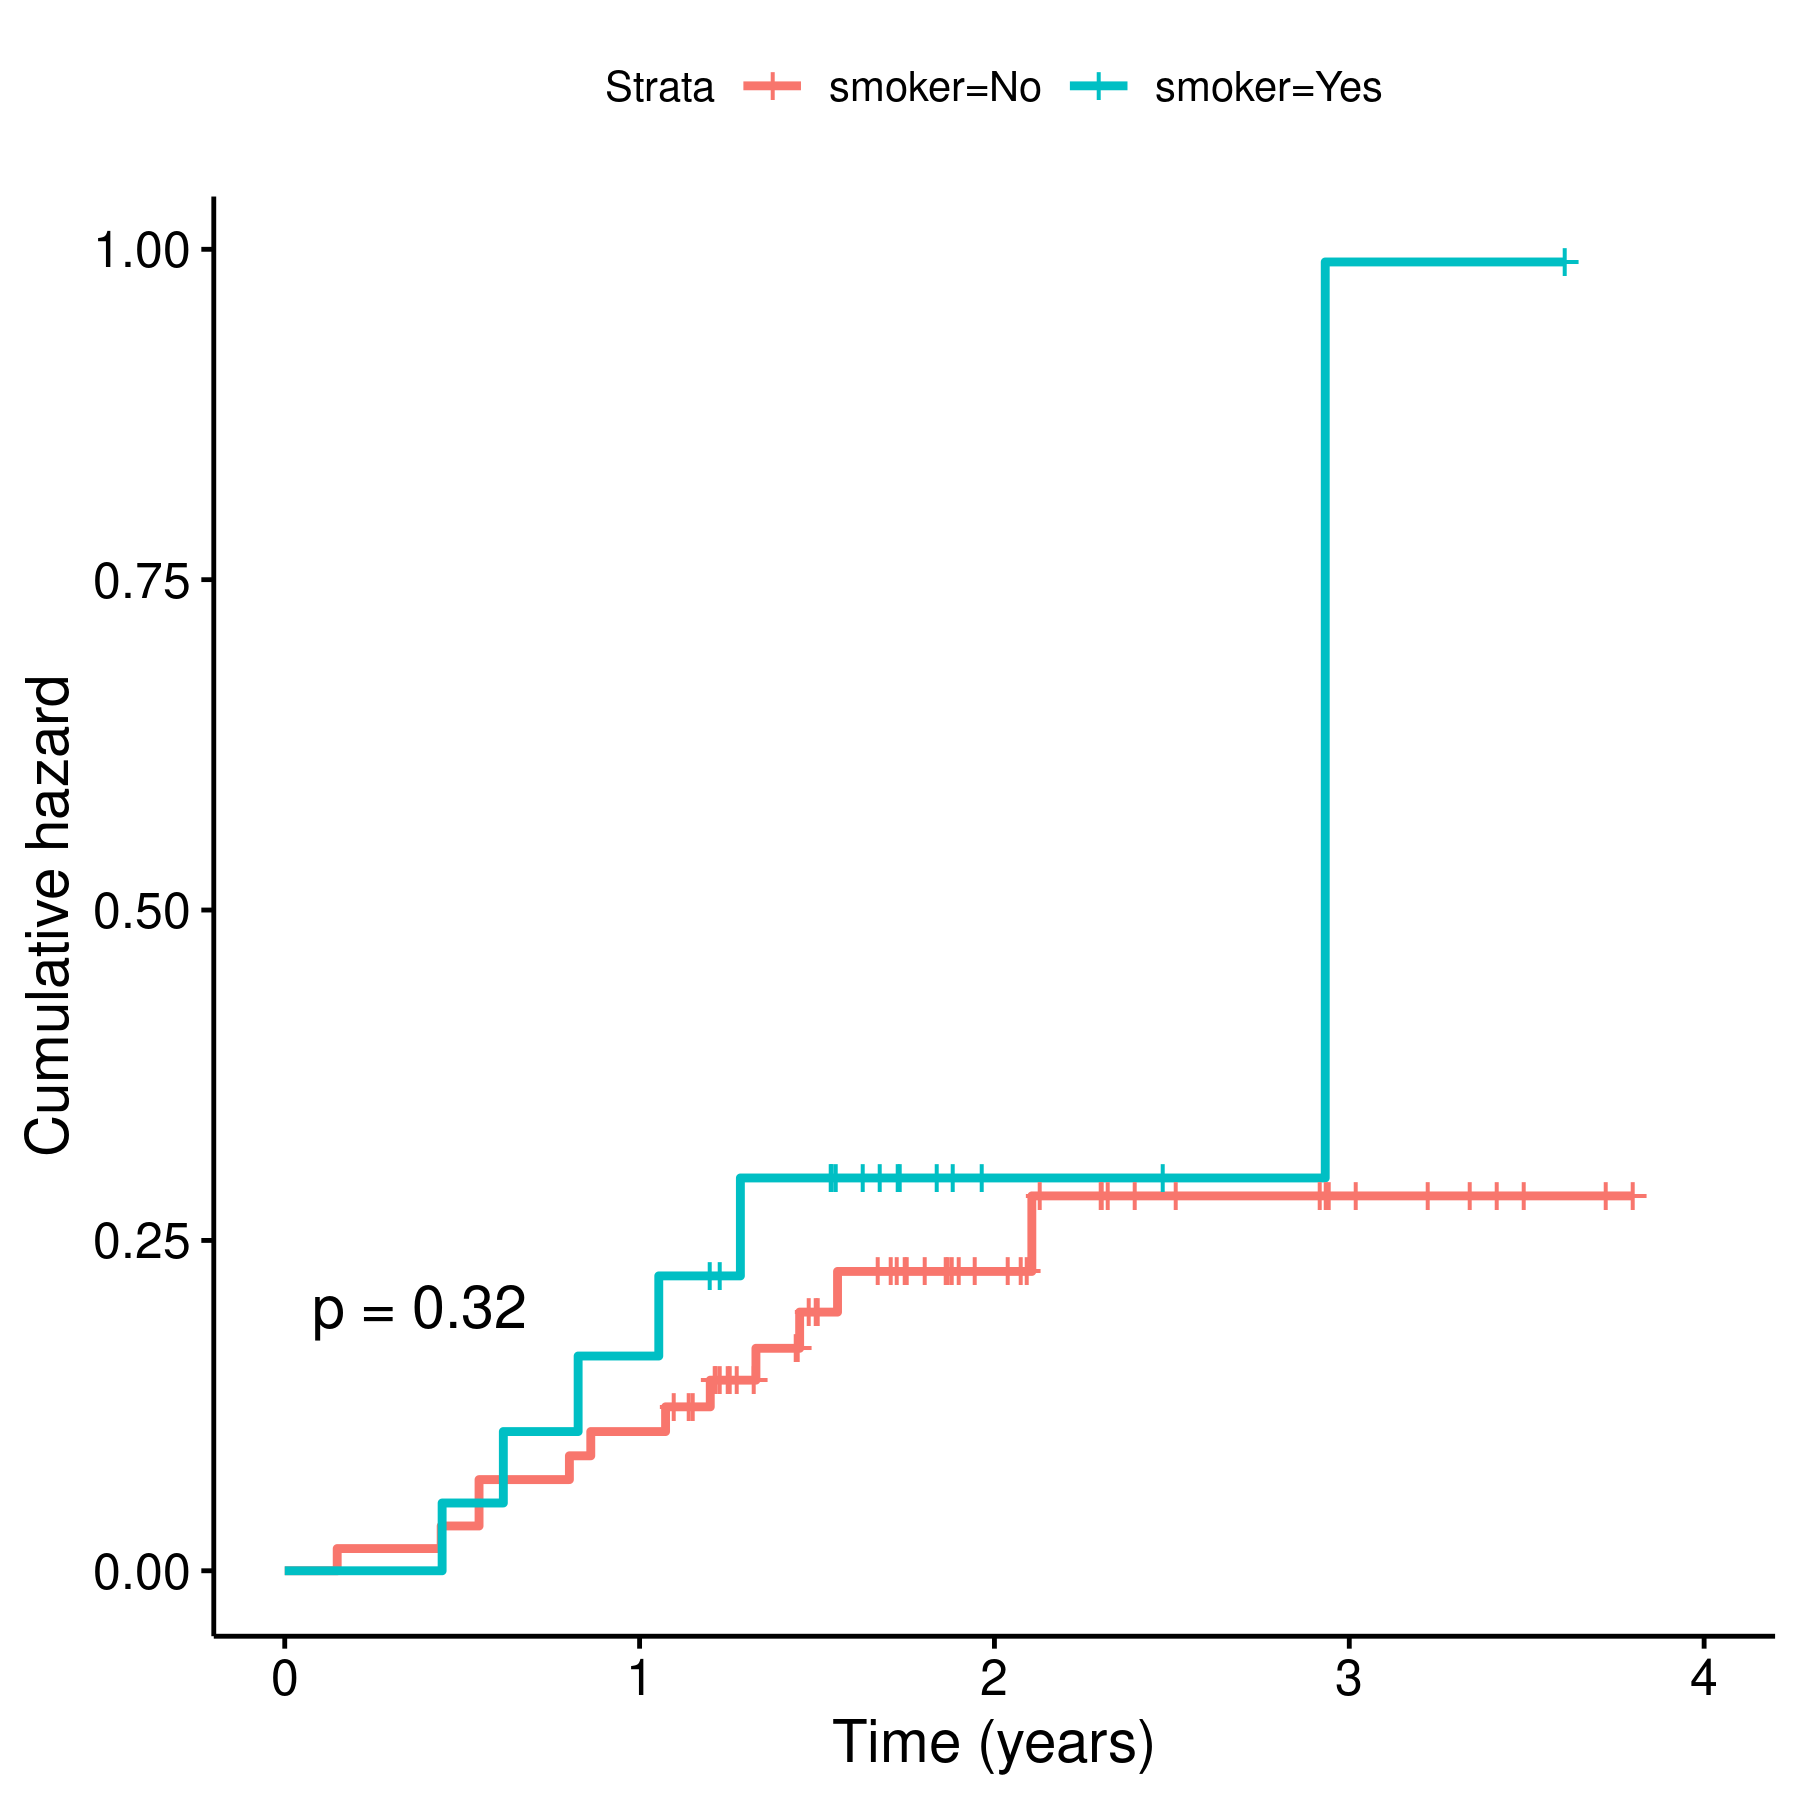 Strata smoker=No smoker=Yes
1.00
0.75
0.50
0.25
0.00
Cumulative hazard
p = 0.32
0 1 2 3 4
Time (years)